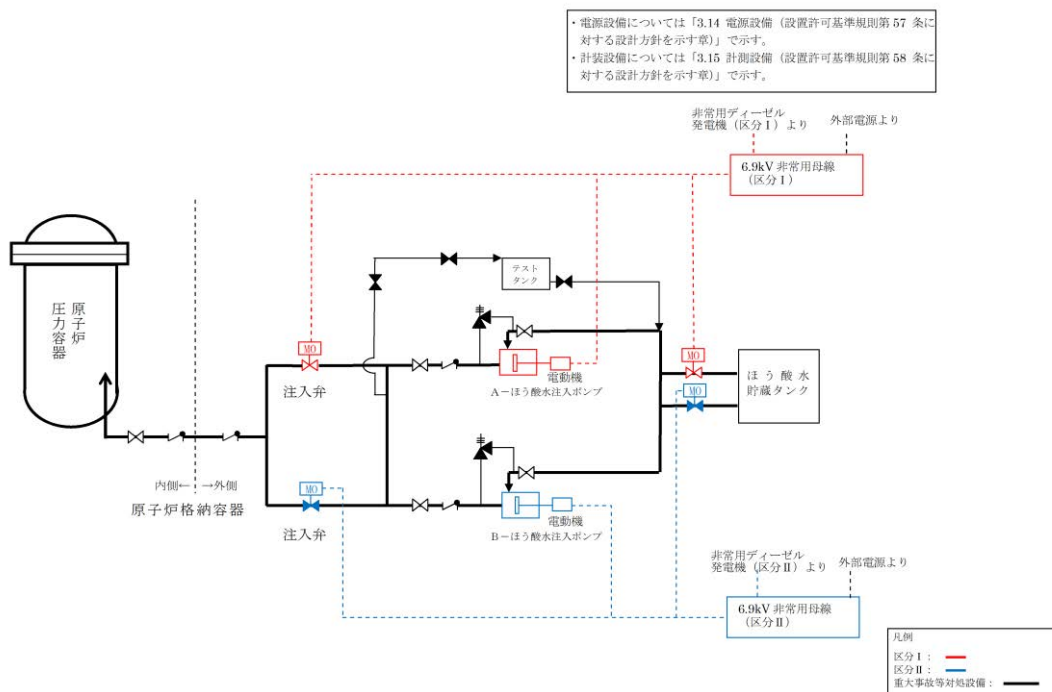 ・電源設備については「3.14 電源設備（設置許可基準規則第 57 条に
対する設計方針を示す章）」で示す。
・計装設備については「3.15 計測設備（設置許可基準規則第 58 条に
対する設計方針を示す章）」で示す。
非常用ディーゼル
発電機（区分Ⅰ）より
外部電源より
6.9kV 非常用母線
（区分Ⅰ）
テスト
タンク
原子炉
圧力容器
MO
注入弁
電動機
A－ほう酸水注入ポンプ
MO
MO
ほう酸水
貯蔵タンク
内側←
→外側
原子炉格納容器
MO
注入弁
電動機
B－ほう酸水注入ポンプ
非常用ディーゼル
発電機（区分Ⅱ）より
外部電源より
6.9kV 非常用母線
（区分Ⅱ）
凡例
区分Ⅰ：
区分Ⅱ：
重大事故等対処設備：